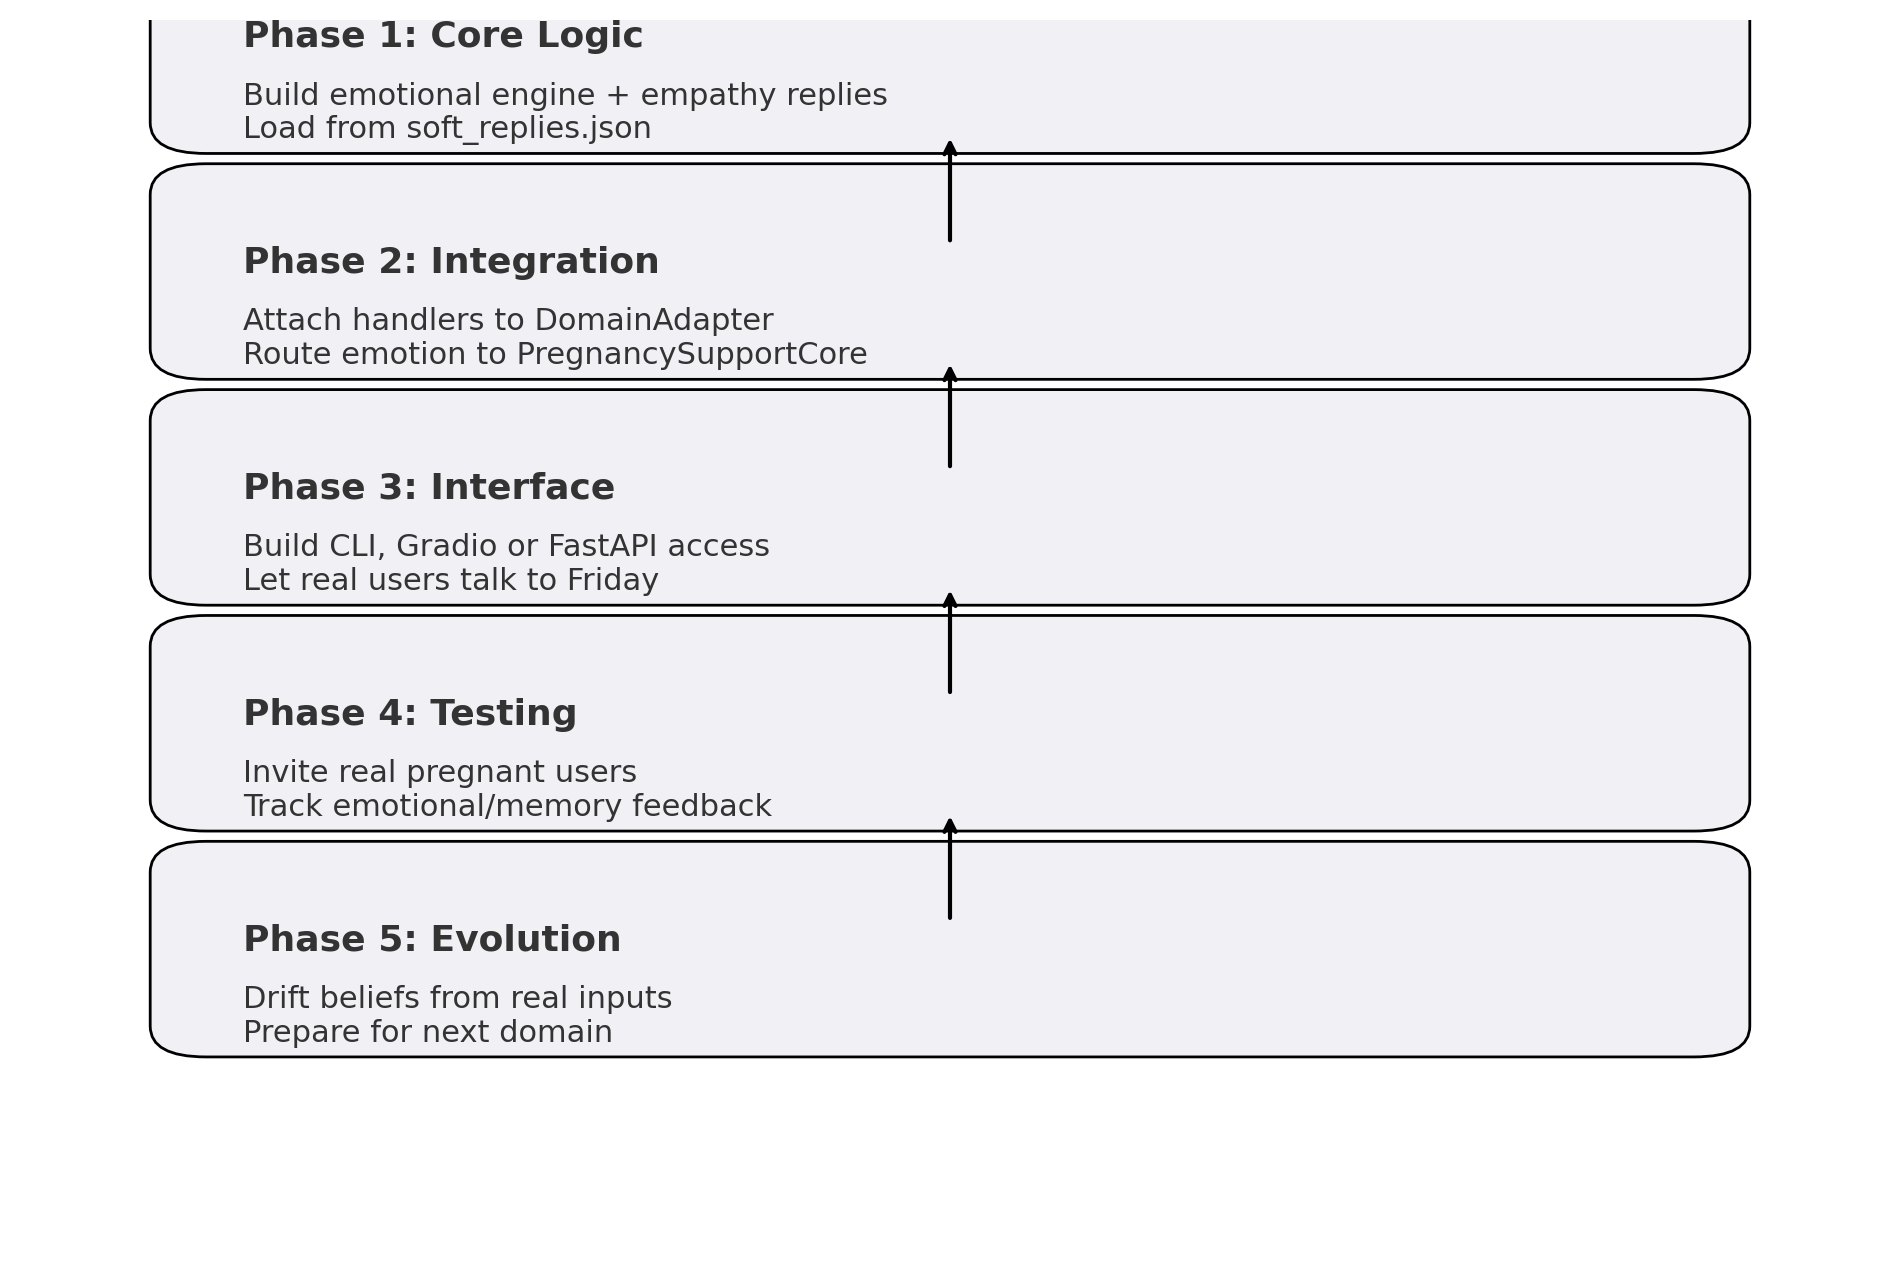 Phase 1: Core Logic
Build emotional engine + empathy replies
Load from soft_replies.json
Phase 2: Integration
Attach handlers to DomainAdapter
Route emotion to PregnancySupportCore
Phase 3: Interface
Build CLI, Gradio or FastAPI access
Let real users talk to Friday
Phase 4: Testing
Invite real pregnant users
Track emotional/memory feedback
Phase 5: Evolution
Drift beliefs from real inputs
Prepare for next domain